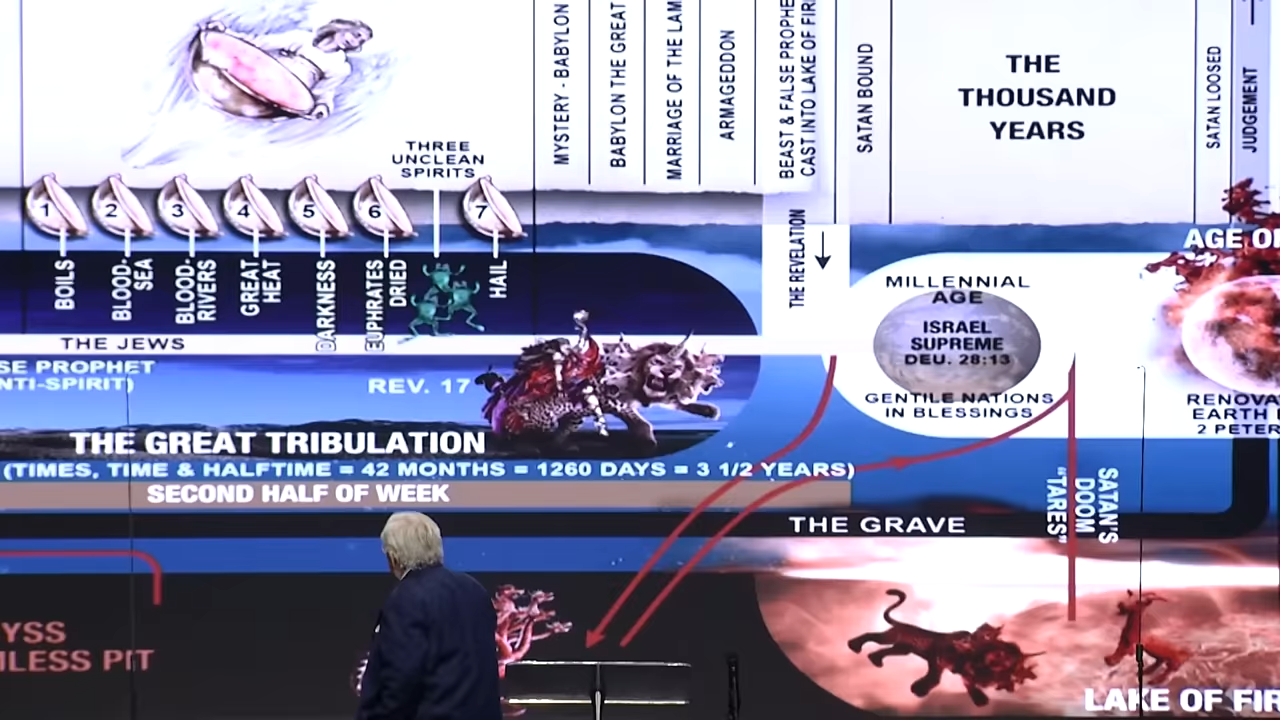 MYSTERY - BABYLON
BABYLON THE GREAT
MARRIAGE OF THE LAM
ARMAGEDDON
BEAST & FALSE PROPHE
CAST INTO LAKE OF FIR
SATAN BOUND
THE
THOUSAND
YEARS
SATAN LOOSED
JUDGEMENT
THREE
UNCLEAN
SPIRITS
1
2
3
4
5
6
7
BOILS
BLOOD-
SEA
BLOOD-
RIVERS
GREAT
HEAT
DARKNESS
EUPHRATES
DRIED
HAIL
THE REVELATION
AGE OF
MILLENNIAL
AGE
ISRAEL
SUPREME
DEU. 28:13
GENTILE NATIONS
IN BLESSINGS
RENOVA
EARTH
2 PETER
THE JEWS
SE PROPHET
NTI-SPIRIT)
REV. 17
THE GREAT TRIBULATION
(TIMES, TIME & HALFTIME = 42 MONTHS = 1260 DAYS = 3 1/2 YEARS)
SECOND HALF OF WEEK
THE GRAVE
SATAN'S
DOOM
"TARES"
YSS
ILESS PIT
LAKE OF FIR